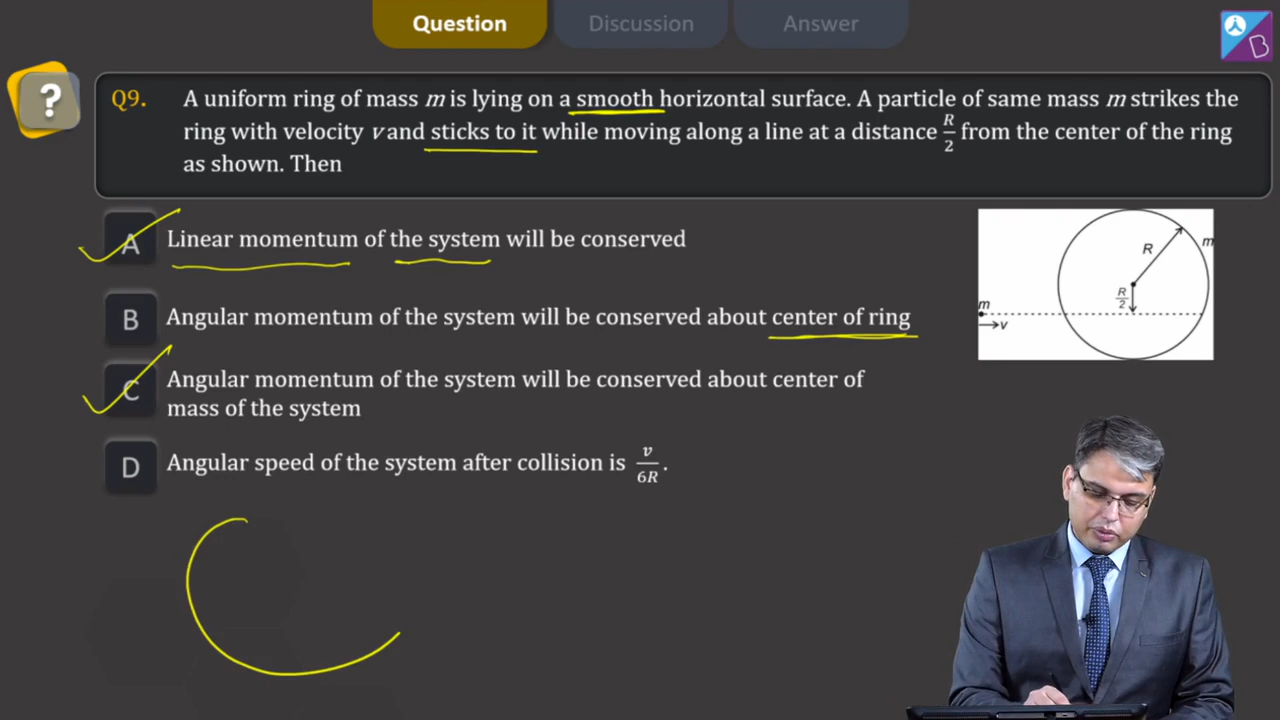 Question
Discussion
Answer
B
?
Q9. A uniform ring of mass m is lying on a smooth horizontal surface. A particle of same mass m strikes the
ring with velocity v and sticks to it while moving along a line at a distance R/2 from the center of the ring
as shown. Then
A Linear momentum of the system will be conserved
B Angular momentum of the system will be conserved about center of ring
C Angular momentum of the system will be conserved about center of
mass of the system
D Angular speed of the system after collision is v/6R.
R
m
R/2
m
v